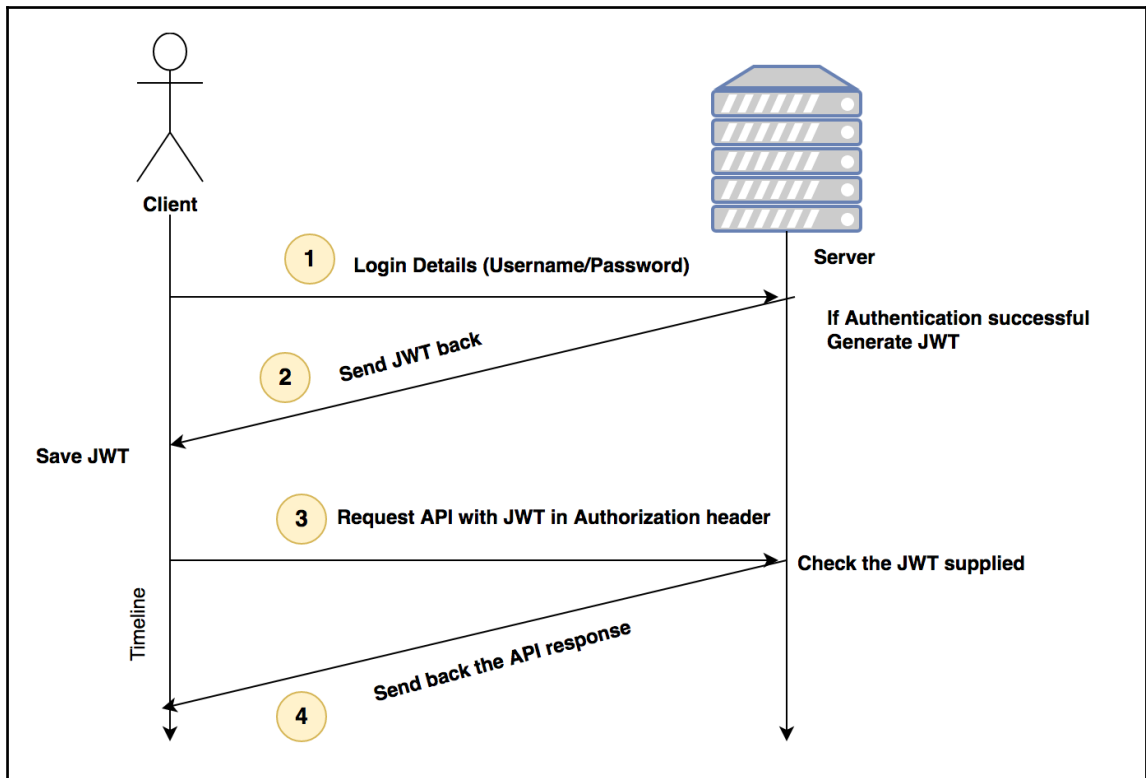 Client
Server
1
Login Details (Username/Password)
If Authentication successful
Generate JWT
2
Send JWT back
Save JWT
3
Request API with JWT in Authorization header
Check the JWT supplied
Timeline
Send back the API response
4